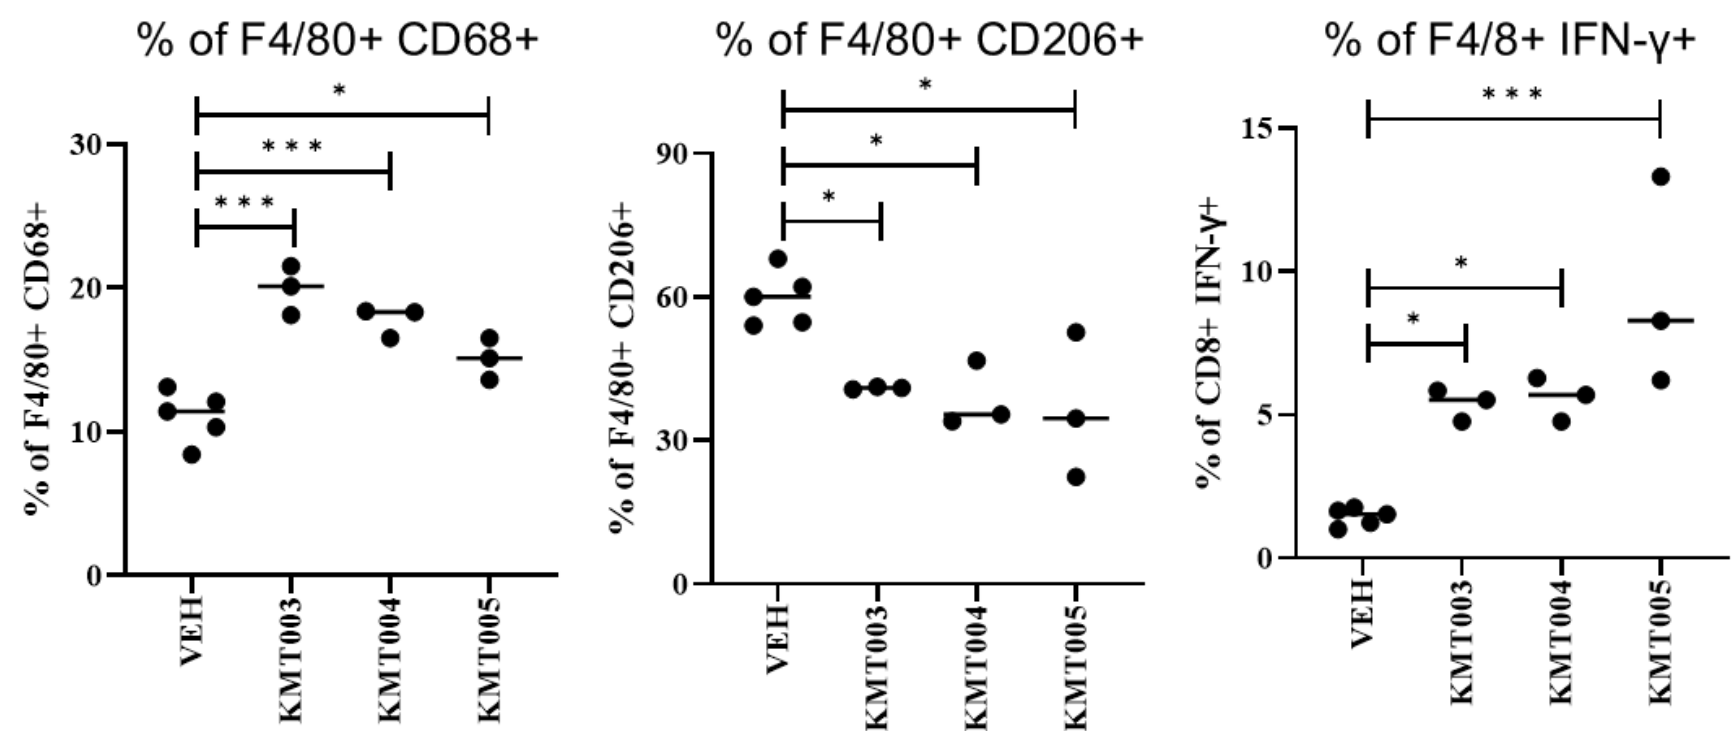 % of F4/80+ CD68+
% of F4/80+ CD68+
30
20
10
0
*
* * *
* * *
VEH
KMT003
KMT004
KMT005
% of F4/80+ CD206+
% of F4/80+ CD206+
90
60
30
0
*
*
*
VEH
KMT003
KMT004
KMT005
% of F4/8+ IFN-γ+
% of CD8+ IFN-γ+
15
10
5
0
* * *
*
*
VEH
KMT003
KMT004
KMT005